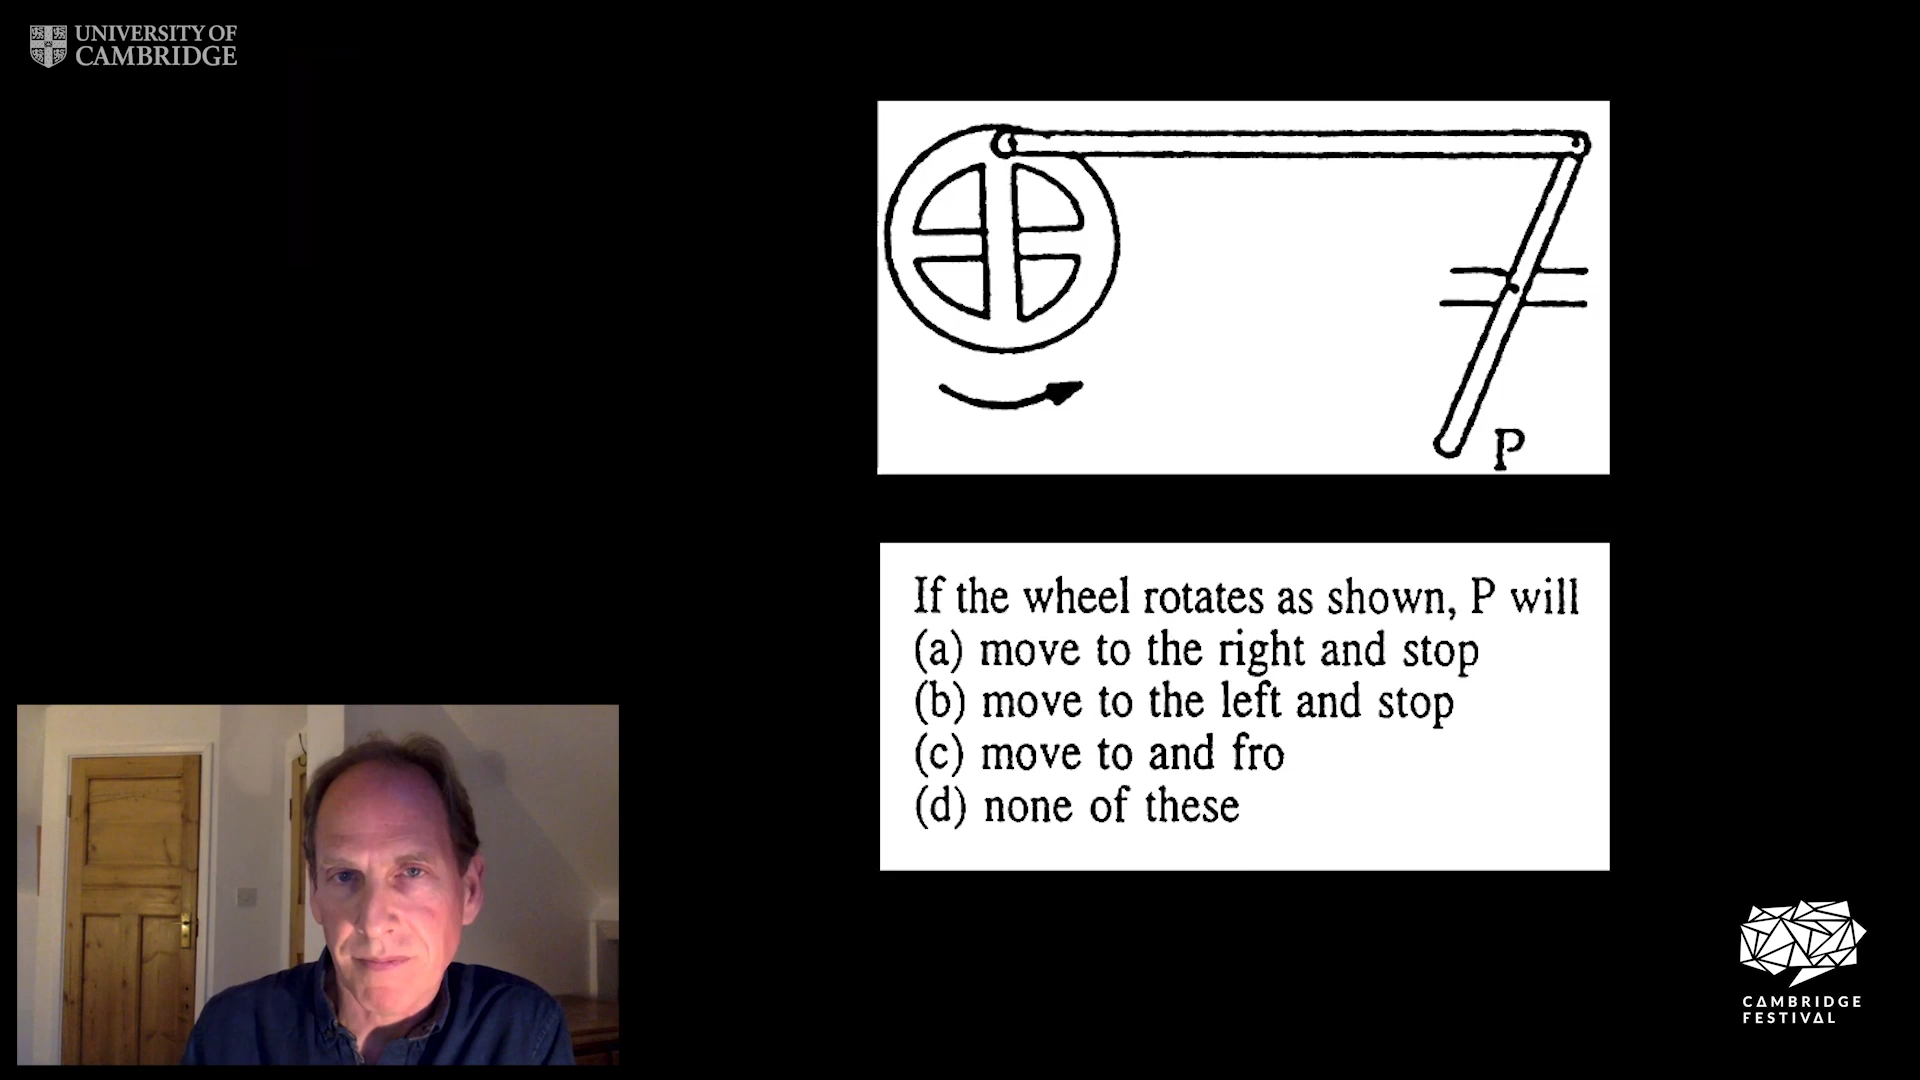 UNIVERSITY OF
CAMBRIDGE
P
If the wheel rotates as shown, P will
(a) move to the right and stop
(b) move to the left and stop
(c) move to and fro
(d) none of these
CAMBRIDGE
FESTIVAL